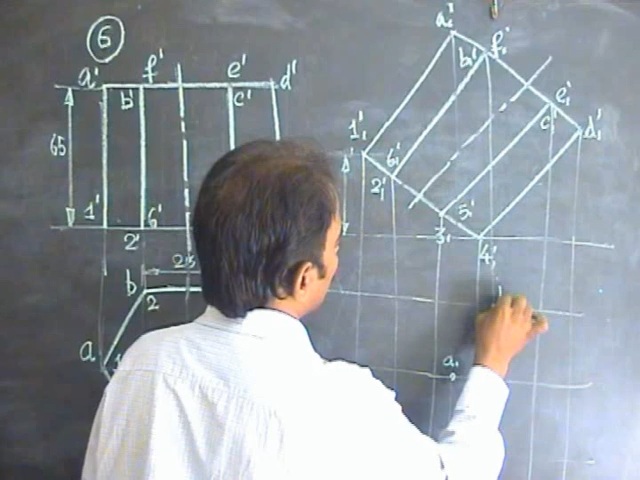 6
a' f' e' d'
b' c'
65
1' 6'
2'
25
b
2
a
a₁' f₁'
b₁'
e₁'
c₁' d₁'
1₁' 6₁'
2₁' 5₁'
3₁ 4₁'
a₁